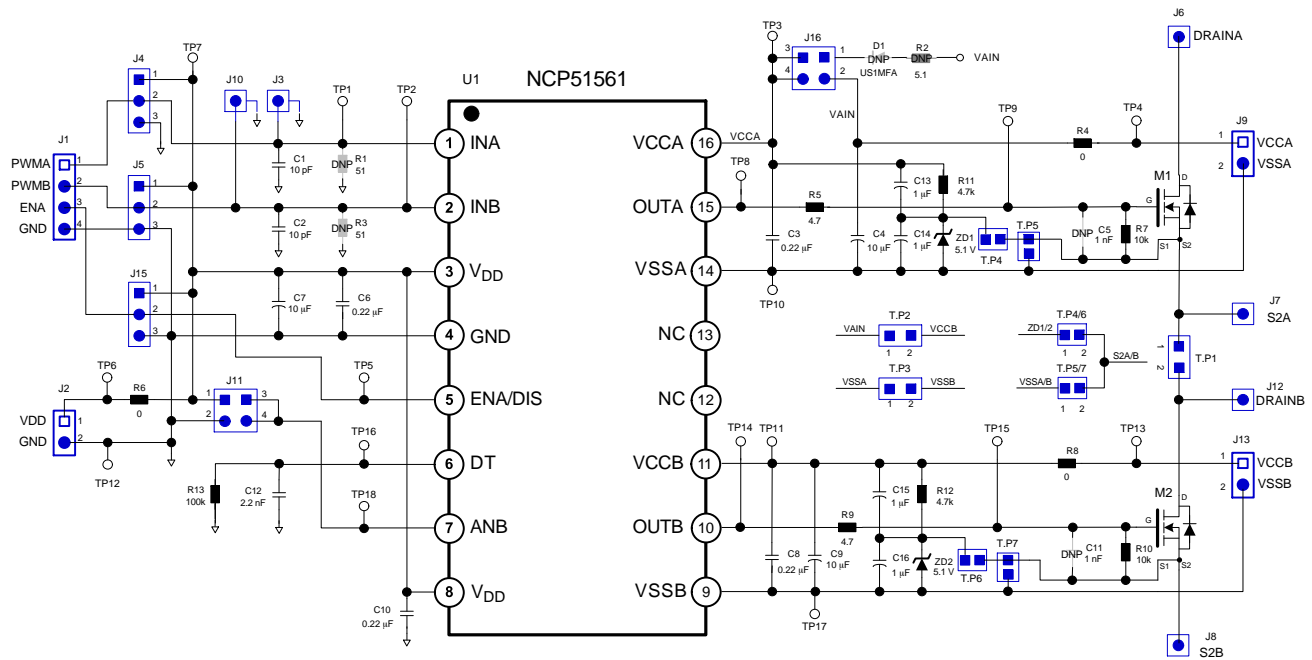 NCP51561
U1
J4
1
2
3
TP7
J10
J3
TP1
TP2
J1
PWMA
PWMB
ENA
GND
1
2
3
4
J5
1
2
3
C1
10 pF
DNP
R1
51
C2
10 pF
DNP
R3
51
J15
1
2
3
C7
10 µF
C6
0.22 µF
TP6
R6
0
J11
1
2
3
4
TP5
J2
VDD
GND
1
2
TP12
TP16
R13
100k
C12
2.2 nF
TP18
C10
0.22 µF
1 INA
2 INB
3 VDD
4 GND
5 ENA/DIS
6 DT
7 ANB
8 VDD
VCCA 16
OUTA 15
VSSA 14
NC 13
NC 12
VCCB 11
OUTB 10
VSSB 9
TP3
J16
3
4
1
2
D1
DNP
US1MFA
R2
DNP
5.1
VAIN
VAIN
VCCA
TP8
TP9
R4
0
TP4
J6
DRAINA
J9
1
2
VCCA
VSSA
R5
4.7
C13
1 µF
R11
4.7k
C3
0.22 µF
C4
10 µF
C14
1 µF
ZD1
5.1 V
T.P4
T.P5
DNP
C5
1 nF
R7
10k
M1
D
G
S1
S2
TP10
J7
S2A
VAIN
T.P2
VCCB
1 2
VSSA
T.P3
VSSB
1 2
ZD1/2
T.P4/6
1 2
S2A/B
VSSA/B
T.P5/7
1 2
1
2
T.P1
J12
DRAINB
TP14
TP11
TP15
R8
0
TP13
J13
1
2
VCCB
VSSB
R9
4.7
C15
1 µF
R12
4.7k
C8
0.22 µF
C9
10 µF
C16
1 µF
ZD2
5.1 V
T.P6
T.P7
DNP
C11
1 nF
R10
10k
M2
D
G
S1
S2
TP17
J8
S2B